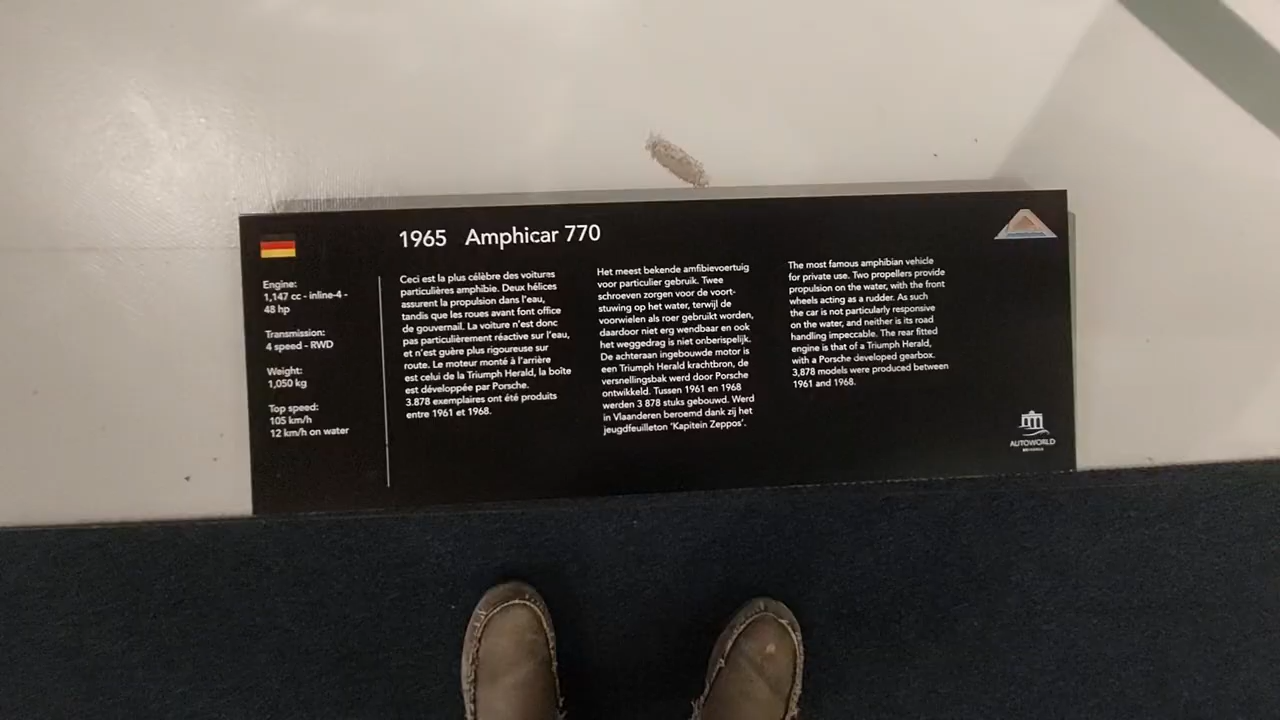 1965 Amphicar 770
Engine:
1,147 cc - inline-4 -
48 hp
Transmission:
4 speed - RWD
Weight:
1,050 kg
Top speed:
105 km/h
12 km/h on water
Ceci est la plus célèbre des voitures
particulières amphibie. Deux hélices
assurent la propulsion dans l'eau,
tandis que les roues avant font office
de gouvernail. La voiture n'est donc
pas particulièrement réactive sur l'eau,
et n'est guère plus rigoureuse sur
route. Le moteur monté à l'arrière
est celui de la Triumph Herald, la boîte
est développée par Porsche.
3.878 exemplaires ont été produits
entre 1961 et 1968.
Het meest bekende amfibievoertuig
voor particulier gebruik. Twee
schroeven zorgen voor de voort-
stuwing op het water, terwijl de
voorwielen als roer gebruikt worden,
daardoor niet erg wendbaar en ook
het weggedrag is niet onberispelijk.
De achteraan ingebouwde motor is
een Triumph Herald krachtbron, de
versnellingsbak werd door Porsche
ontwikkeld. Tussen 1961 en 1968
werden 3 878 stuks gebouwd. Werd
in Vlaanderen beroemd dank zij het
jeugdfeuilleton 'Kapitein Zeppos'.
The most famous amphibian vehicle
for private use. Two propellers provide
propulsion on the water, with the front
wheels acting as a rudder. As such
the car is not particularly responsive
on the water, and neither is its road
handling impeccable. The rear fitted
engine is that of a Triumph Herald,
with a Porsche developed gearbox.
3,878 models were produced between
1961 and 1968.
AUTOWORLD
BRUSSELS